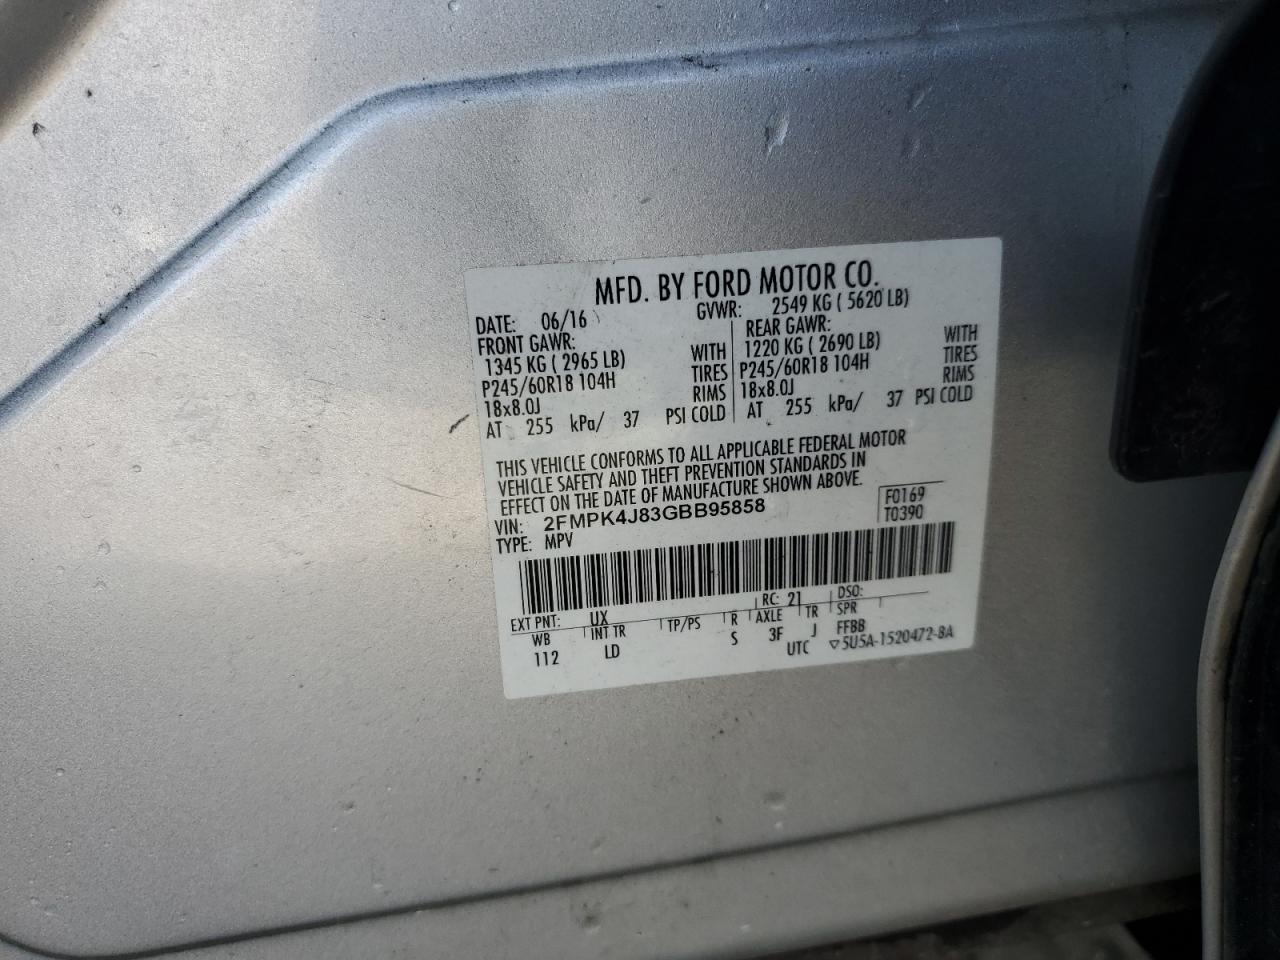 MFD. BY FORD MOTOR CO.
DATE: 06/16 GVWR: 2549 KG ( 5620 LB)
FRONT GAWR: REAR GAWR:
1345 KG ( 2965 LB) WITH 1220 KG ( 2690 LB) WITH
P245/60R18 104H TIRES P245/60R18 104H TIRES
18x8.0J RIMS 18x8.0J RIMS
AT 255 kPa/ 37 PSI COLD AT 255 kPa/ 37 PSI COLD
THIS VEHICLE CONFORMS TO ALL APPLICABLE FEDERAL MOTOR
VEHICLE SAFETY AND THEFT PREVENTION STANDARDS IN
EFFECT ON THE DATE OF MANUFACTURE SHOWN ABOVE.
VIN: 2FMPK4J83GBB95858 F0169
TYPE: MPV T0390
EXT PNT: UX RC: 21 DSO:
WB INT TR TP/PS R AXLE TR SPR
112 LD S 3F J FFBB
UTC ▽5U5A-1520472-BA